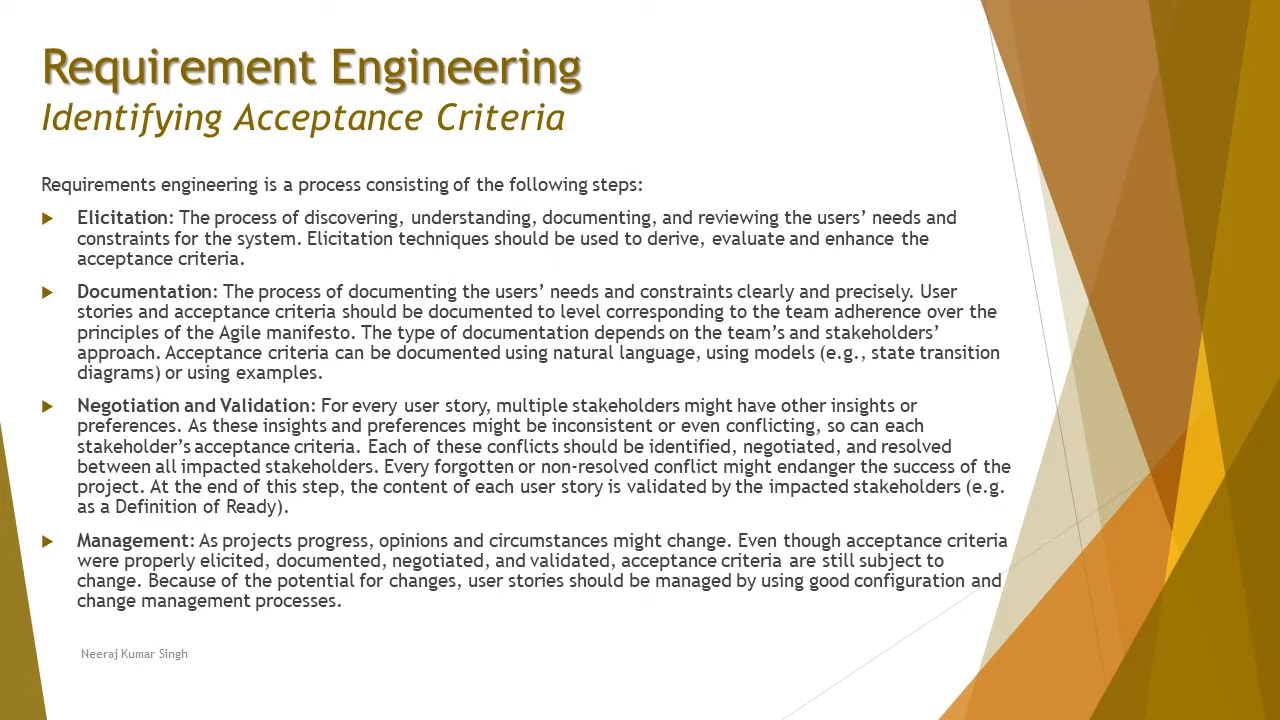 Requirement Engineering
Identifying Acceptance Criteria
Requirements engineering is a process consisting of the following steps:
Elicitation: The process of discovering, understanding, documenting, and reviewing the users’ needs and
constraints for the system. Elicitation techniques should be used to derive, evaluate and enhance the
acceptance criteria.
Documentation: The process of documenting the users’ needs and constraints clearly and precisely. User
stories and acceptance criteria should be documented to level corresponding to the team adherence over the
principles of the Agile manifesto. The type of documentation depends on the team’s and stakeholders’
approach. Acceptance criteria can be documented using natural language, using models (e.g., state transition
diagrams) or using examples.
Negotiation and Validation: For every user story, multiple stakeholders might have other insights or
preferences. As these insights and preferences might be inconsistent or even conflicting, so can each
stakeholder’s acceptance criteria. Each of these conflicts should be identified, negotiated, and resolved
between all impacted stakeholders. Every forgotten or non-resolved conflict might endanger the success of the
project. At the end of this step, the content of each user story is validated by the impacted stakeholders (e.g.
as a Definition of Ready).
Management: As projects progress, opinions and circumstances might change. Even though acceptance criteria
were properly elicited, documented, negotiated, and validated, acceptance criteria are still subject to
change. Because of the potential for changes, user stories should be managed by using good configuration and
change management processes.
Neeraj Kumar Singh